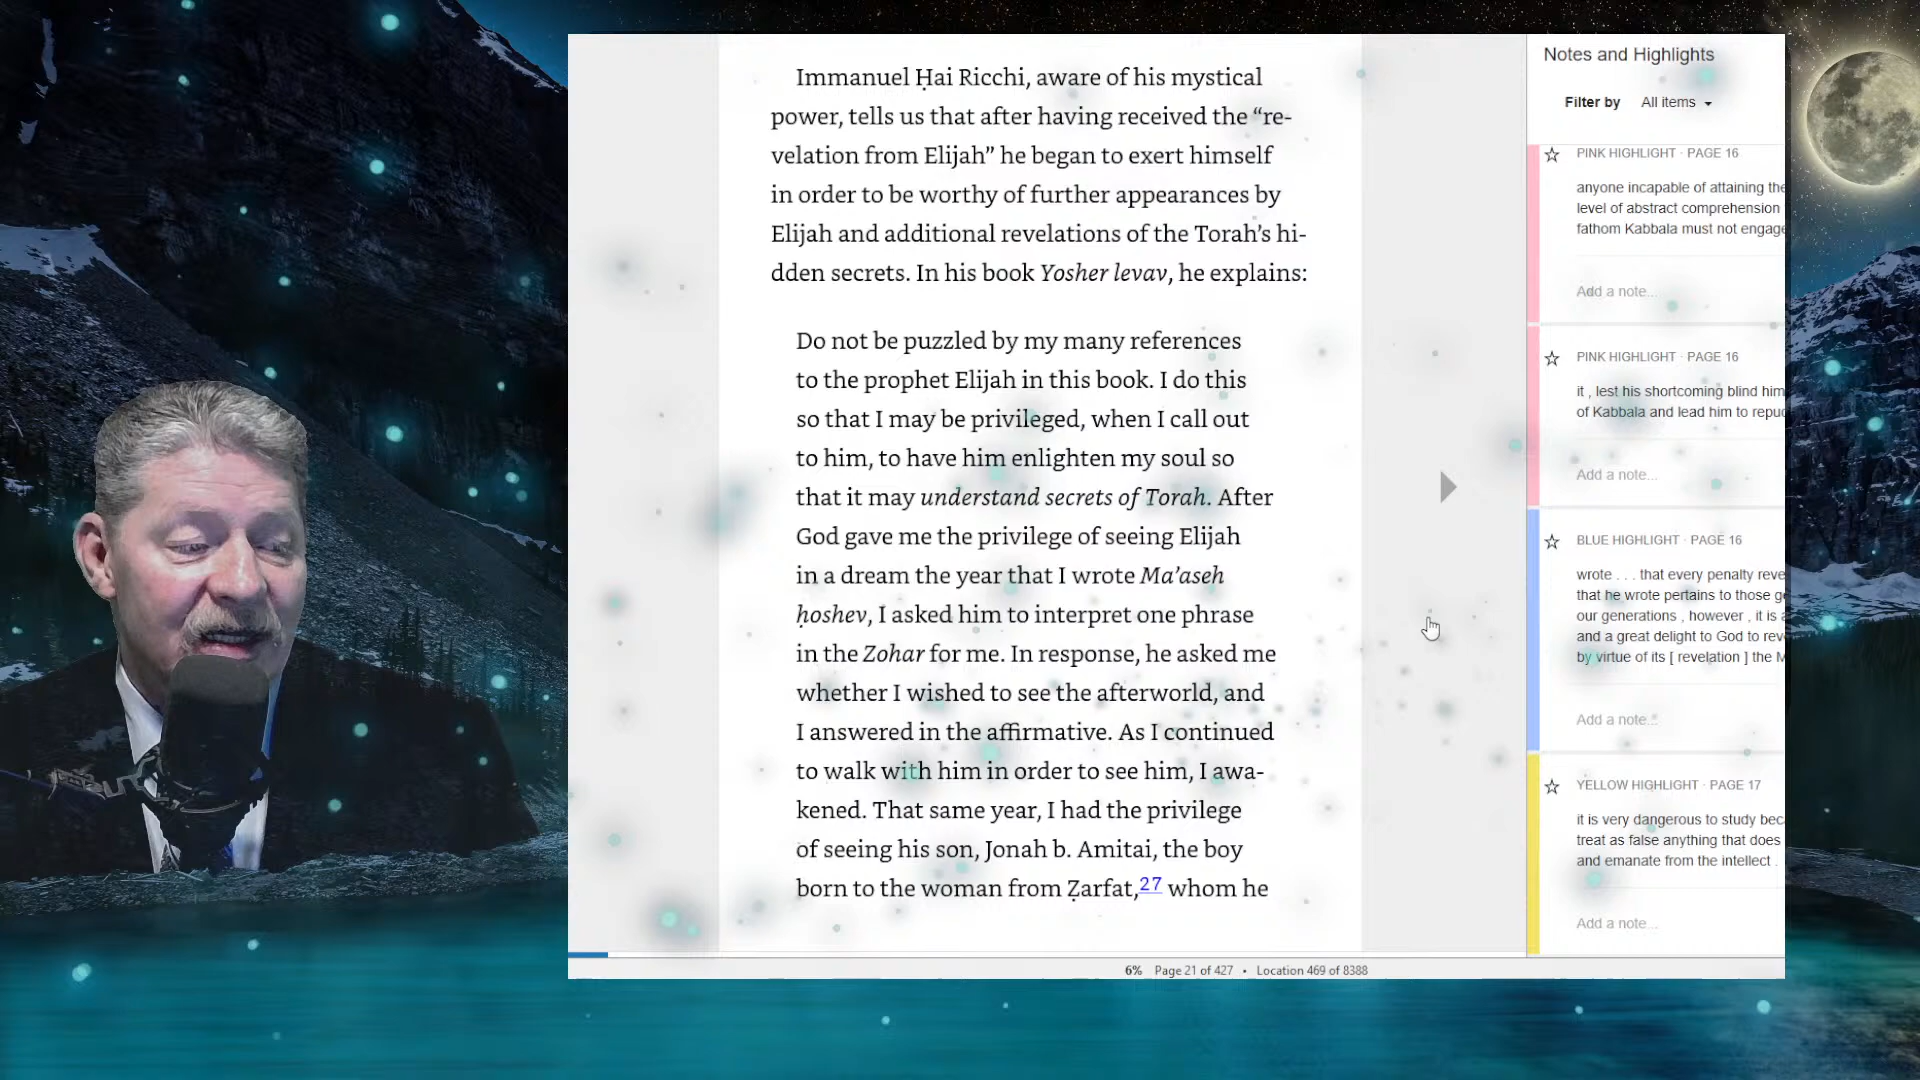 Immanuel Ḥai Ricchi, aware of his mystical
power, tells us that after having received the “re-
velation from Elijah” he began to exert himself
in order to be worthy of further appearances by
Elijah and additional revelations of the Torah’s hi-
dden secrets. In his book Yosher levav, he explains:
Do not be puzzled by my many references
to the prophet Elijah in this book. I do this
so that I may be privileged, when I call out
to him, to have him enlighten my soul so
that it may understand secrets of Torah. After
God gave me the privilege of seeing Elijah
in a dream the year that I wrote Ma’aseh
ḥoshev, I asked him to interpret one phrase
in the Zohar for me. In response, he asked me
whether I wished to see the afterworld, and
I answered in the affirmative. As I continued
to walk with him in order to see him, I awa-
kened. That same year, I had the privilege
of seeing his son, Jonah b. Amitai, the boy
born to the woman from Ẓarfat,27 whom he
6% Page 21 of 427 • Location 469 of 8388
Notes and Highlights
Filter by All items
PINK HIGHLIGHT · PAGE 16
anyone incapable of attaining the
level of abstract comprehension
fathom Kabbala must not engage
Add a note...
PINK HIGHLIGHT · PAGE 16
it , lest his shortcoming blind him
of Kabbala and lead him to repu
Add a note...
BLUE HIGHLIGHT · PAGE 16
wrote . . . that every penalty reve
that he wrote pertains to those g
our generations , however , it is a
and a great delight to God to rev
by virtue of its [ revelation ] the M
Add a note...
YELLOW HIGHLIGHT · PAGE 17
it is very dangerous to study bec
treat as false anything that does
and emanate from the intellect .
Add a note...